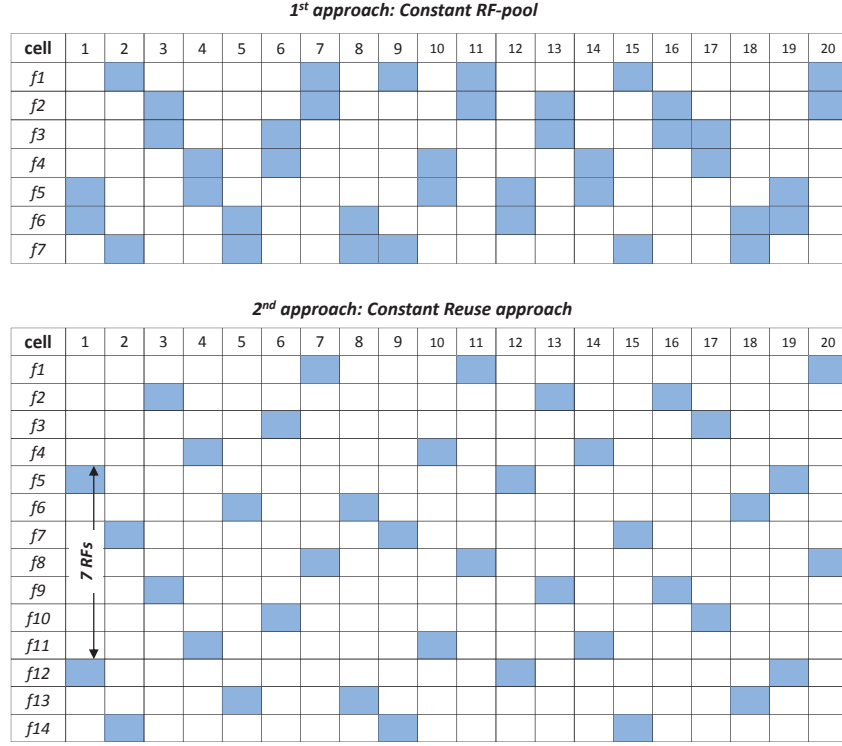 1st approach: Constant RF-pool
cell 1 2 3 4 5 6 7 8 9 10 11 12 13 14 15 16 17 18 19 20
f1
f2
f3
f4
f5
f6
f7
2nd approach: Constant Reuse approach
cell 1 2 3 4 5 6 7 8 9 10 11 12 13 14 15 16 17 18 19 20
f1
f2
f3
f4
f5
f6
f7
7 RFs
f8
f9
f10
f11
f12
f13
f14